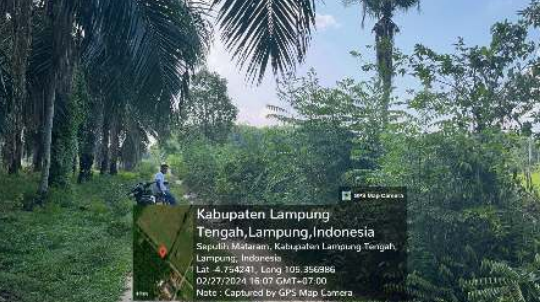 GPS Map Camera
Kabupaten Lampung
Tengah,Lampung,Indonesia
Seputih Mataram, Kabupaten Lampung Tengah,
Lampung, Indonesia
Lat -4.754241, Long 105.356986
02/27/2024 16:07 GMT+07:00
Note : Captured by GPS Map Camera